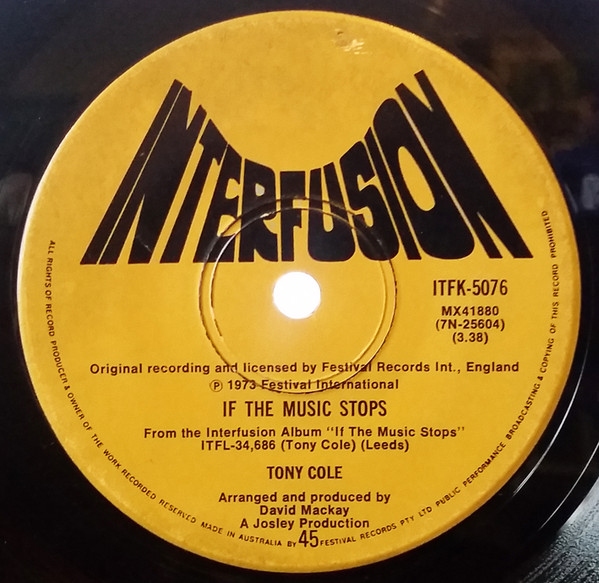 INTERFUSION
ITFK-5076
MX41880
(7N-25604)
(3.38)
Original recording and licensed by Festival Records Int., England
Ⓟ 1973 Festival International
IF THE MUSIC STOPS
From the Interfusion Album "If The Music Stops"
ITFL-34,686 (Tony Cole) (Leeds)
TONY COLE
Arranged and produced by
David Mackay
A Josley Production
45
ALL RIGHTS OF RECORD PRODUCER & OWNER OF THE WORK RECORDED RESERVED MADE IN AUSTRALIA BY FESTIVAL RECORDS PTY LTD PUBLIC PERFORMANCE BROADCASTING & COPYING OF THIS RECORD PROHIBITED